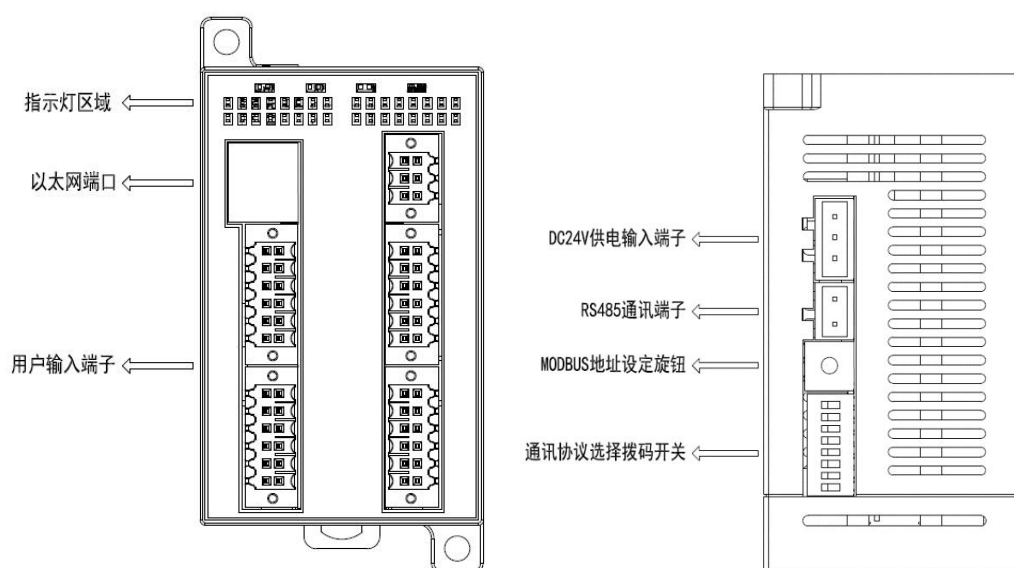 指示灯区域
以太网端口
用户输入端子
DC24V供电输入端子
RS485通讯端子
MODBUS地址设定旋钮
通讯协议选择拨码开关